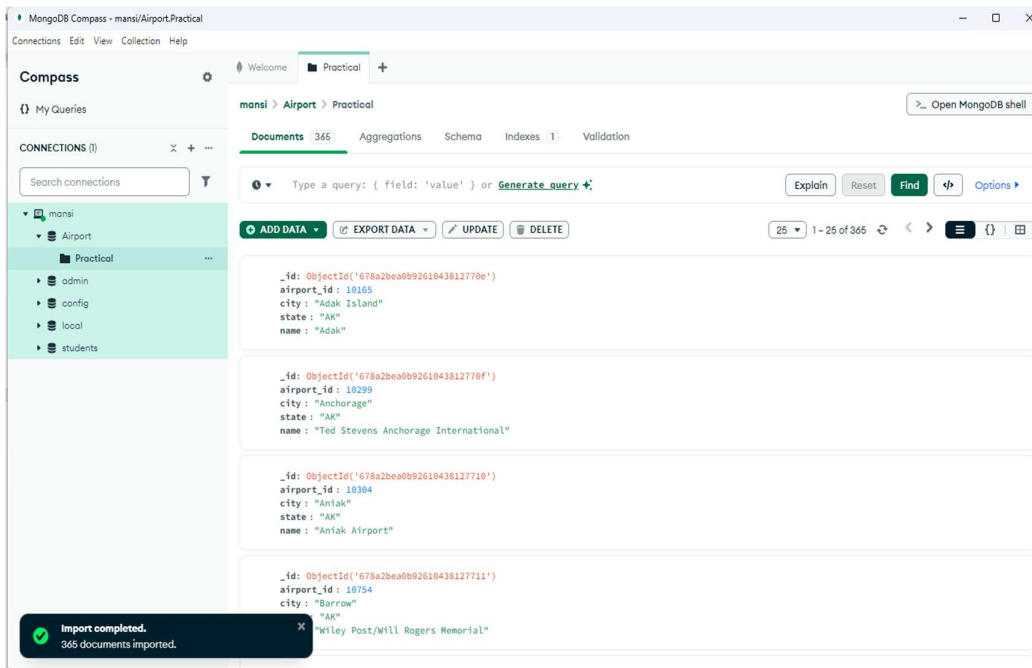 MongoDB Compass - mansi/Airport.Practical
Connections Edit View Collection Help
Compass
{} My Queries
CONNECTIONS (1)
Search connections
mansi
Airport
Practical
admin
config
local
students
Welcome
Practical
mansi > Airport > Practical
>_ Open MongoDB shell
Documents 365 Aggregations Schema Indexes 1 Validation
Type a query: { field: 'value' } or Generate query
Explain Reset Find </> Options
ADD DATA EXPORT DATA UPDATE DELETE
25 1 – 25 of 365 {}
_id: ObjectId('678a2bea0b9261043812770e')
airport_id : 10165
city : "Adak Island"
state : "AK"
name : "Adak"
_id: ObjectId('678a2bea0b9261043812770f')
airport_id : 10299
city : "Anchorage"
state : "AK"
name : "Ted Stevens Anchorage International"
_id: ObjectId('678a2bea0b92610438127710')
airport_id : 10304
city : "Aniak"
state : "AK"
name : "Aniak Airport"
_id: ObjectId('678a2bea0b92610438127711')
airport_id : 10754
city : "Barrow"
"AK"
"Wiley Post/Will Rogers Memorial"
Import completed.
365 documents imported.